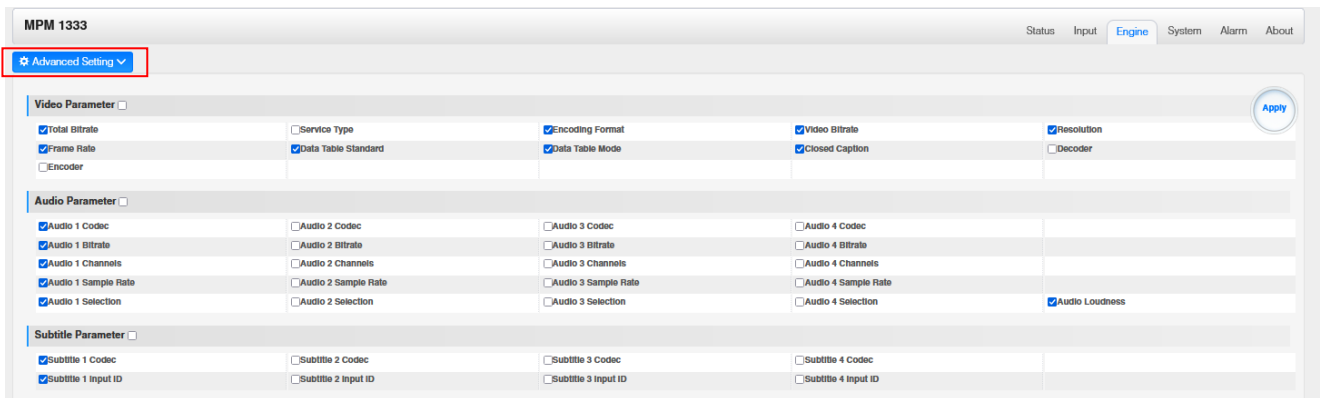 MPM 1333
Status Input Engine System Alarm About
Advanced Setting
Video Parameter
Apply
Total Bitrate Service Type Encoding Format Video Bitrate Resolution
Frame Rate Data Table Standard Data Table Mode Closed Caption Decoder
Encoder
Audio Parameter
Audio 1 Codec Audio 2 Codec Audio 3 Codec Audio 4 Codec
Audio 1 Bitrate Audio 2 Bitrate Audio 3 Bitrate Audio 4 Bitrate
Audio 1 Channels Audio 2 Channels Audio 3 Channels Audio 4 Channels
Audio 1 Sample Rate Audio 2 Sample Rate Audio 3 Sample Rate Audio 4 Sample Rate
Audio 1 Selection Audio 2 Selection Audio 3 Selection Audio 4 Selection Audio Loudness
Subtitle Parameter
Subtitle 1 Codec Subtitle 2 Codec Subtitle 3 Codec Subtitle 4 Codec
Subtitle 1 Input ID Subtitle 2 Input ID Subtitle 3 Input ID Subtitle 4 Input ID